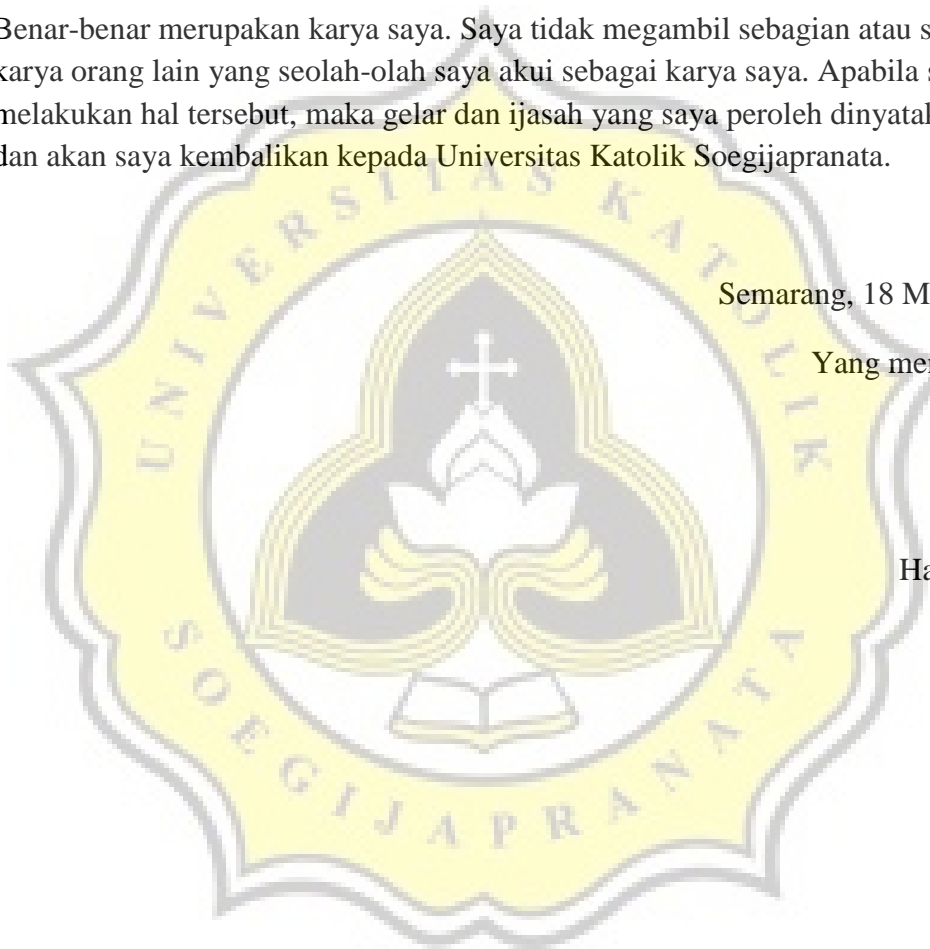 Benar-benar merupakan karya saya. Saya tidak megambil sebagian atau s
karya orang lain yang seolah-olah saya akui sebagai karya saya. Apabila s
melakukan hal tersebut, maka gelar dan ijasah yang saya peroleh dinyatak
dan akan saya kembalikan kepada Universitas Katolik Soegijapranata.
UNIVERSITAS KATOLIK
Semarang, 18 M
Yang men
Ha
SOEGIJAPRANATA